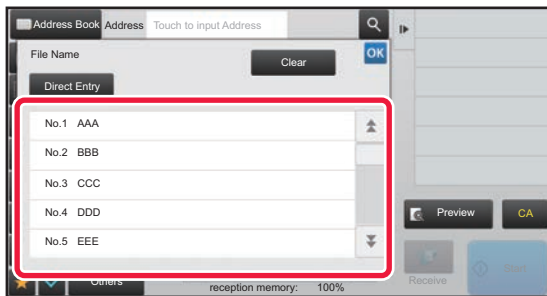 Address Book Address Touch to input Address
File Name
Clear
OK
Direct Entry
No.1 AAA
No.2 BBB
No.3 CCC
No.4 DDD
No.5 EEE
Preview
CA
Others
reception memory: 100%
Receive
Start